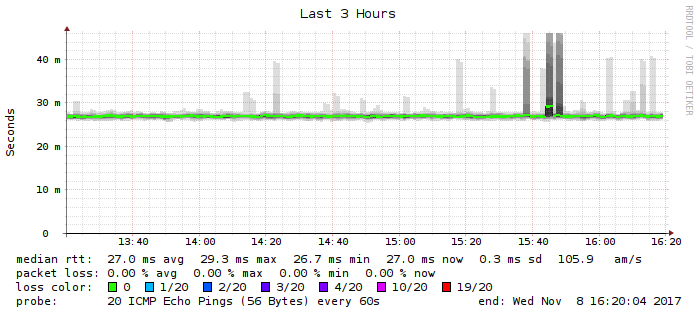 Last 3 Hours
RRDTOOL / TOBI OETIKER
Seconds
40 m
30 m
20 m
10 m
0
13:40 14:00 14:20 14:40 15:00 15:20 15:40 16:00 16:20
median rtt: 27.0 ms avg 29.3 ms max 26.7 ms min 27.0 ms now 0.3 ms sd 105.9 am/s
packet loss: 0.00 % avg 0.00 % max 0.00 % min 0.00 % now
loss color: 0 1/20 2/20 3/20 4/20 10/20 19/20
probe: 20 ICMP Echo Pings (56 Bytes) every 60s end: Wed Nov 8 16:20:04 2017